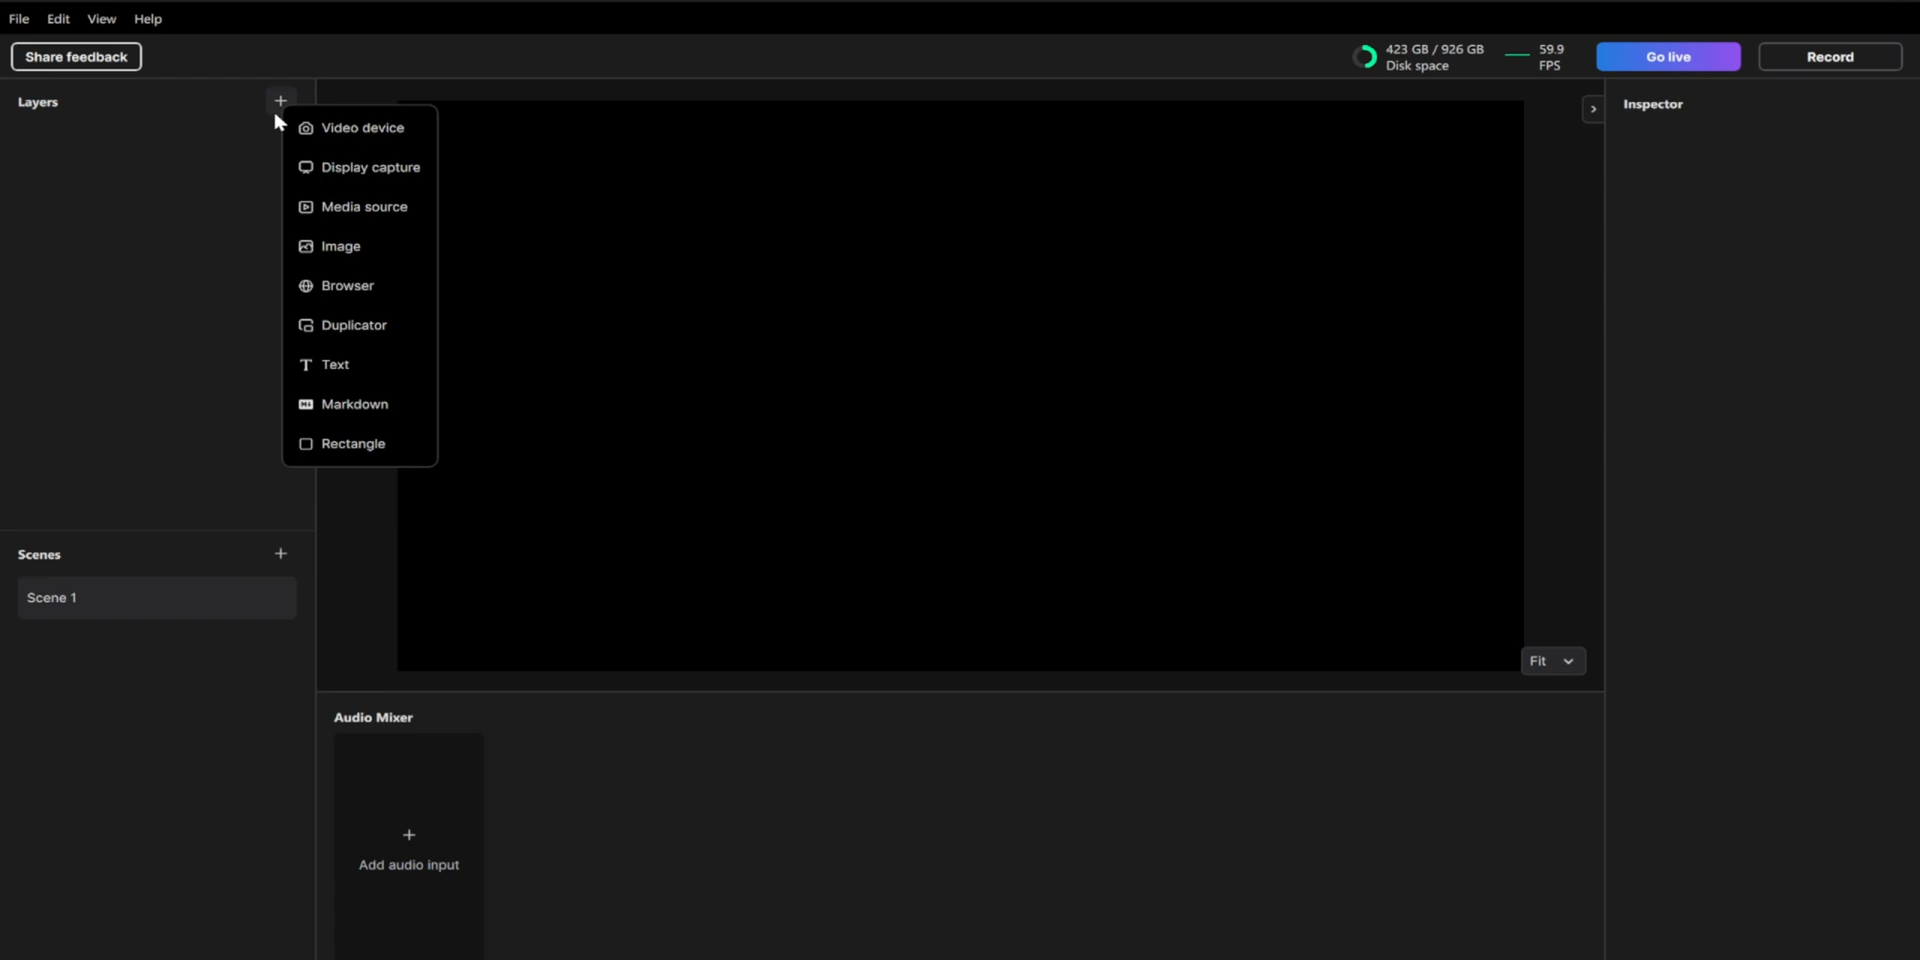 File Edit View Help
Share feedback
423 GB / 926 GB
Disk space
59.9
FPS
Go live
Record
Layers
Video device
Display capture
Media source
Image
Browser
Duplicator
Text
Markdown
Rectangle
Inspector
Scenes
Scene 1
Fit
Audio Mixer
Add audio input